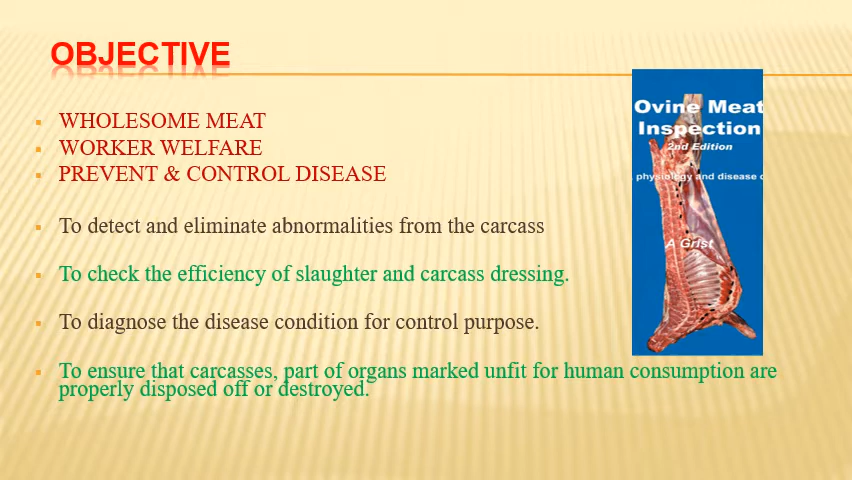 OBJECTIVE
WHOLESOME MEAT
WORKER WELFARE
PREVENT & CONTROL DISEASE
To detect and eliminate abnormalities from the carcass
To check the efficiency of slaughter and carcass dressing.
To diagnose the disease condition for control purpose.
To ensure that carcasses, part of organs marked unfit for human consumption are
properly disposed off or destroyed.
Ovine Meat
Inspection
2nd Edition
physiology and disease
A Grist